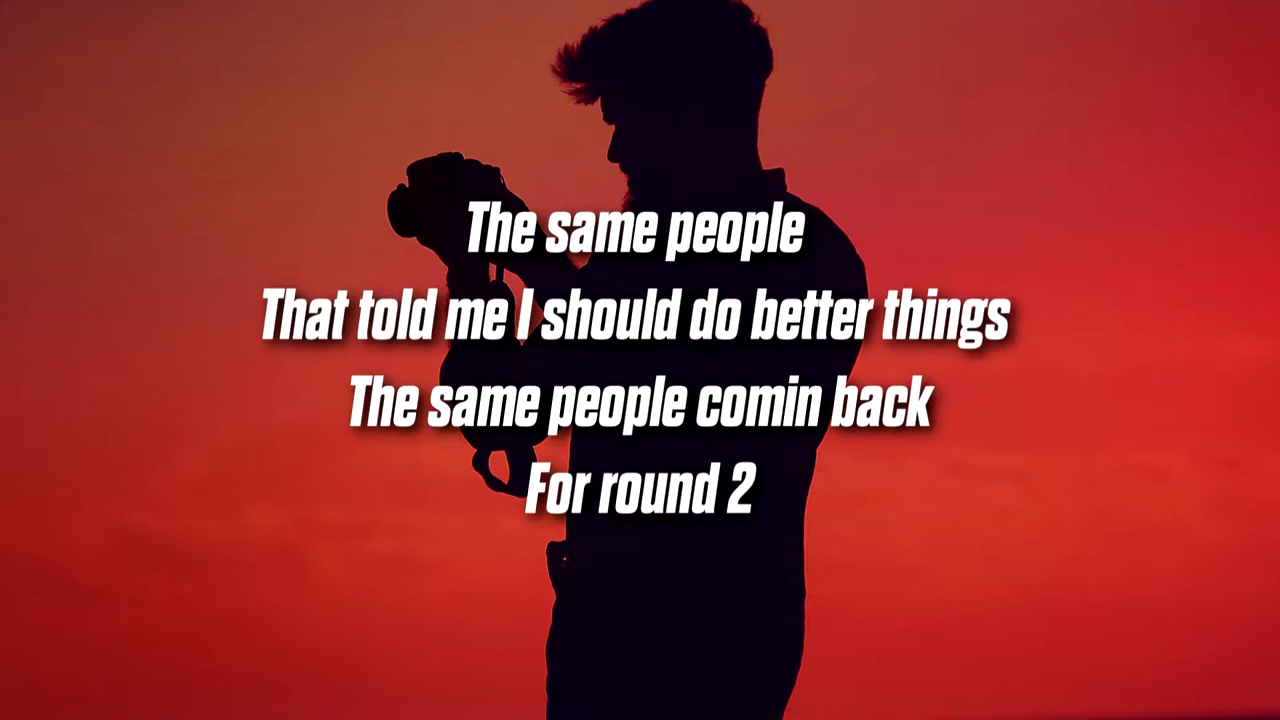 The same people
That told me I should do better things
The same people comin back
For round 2